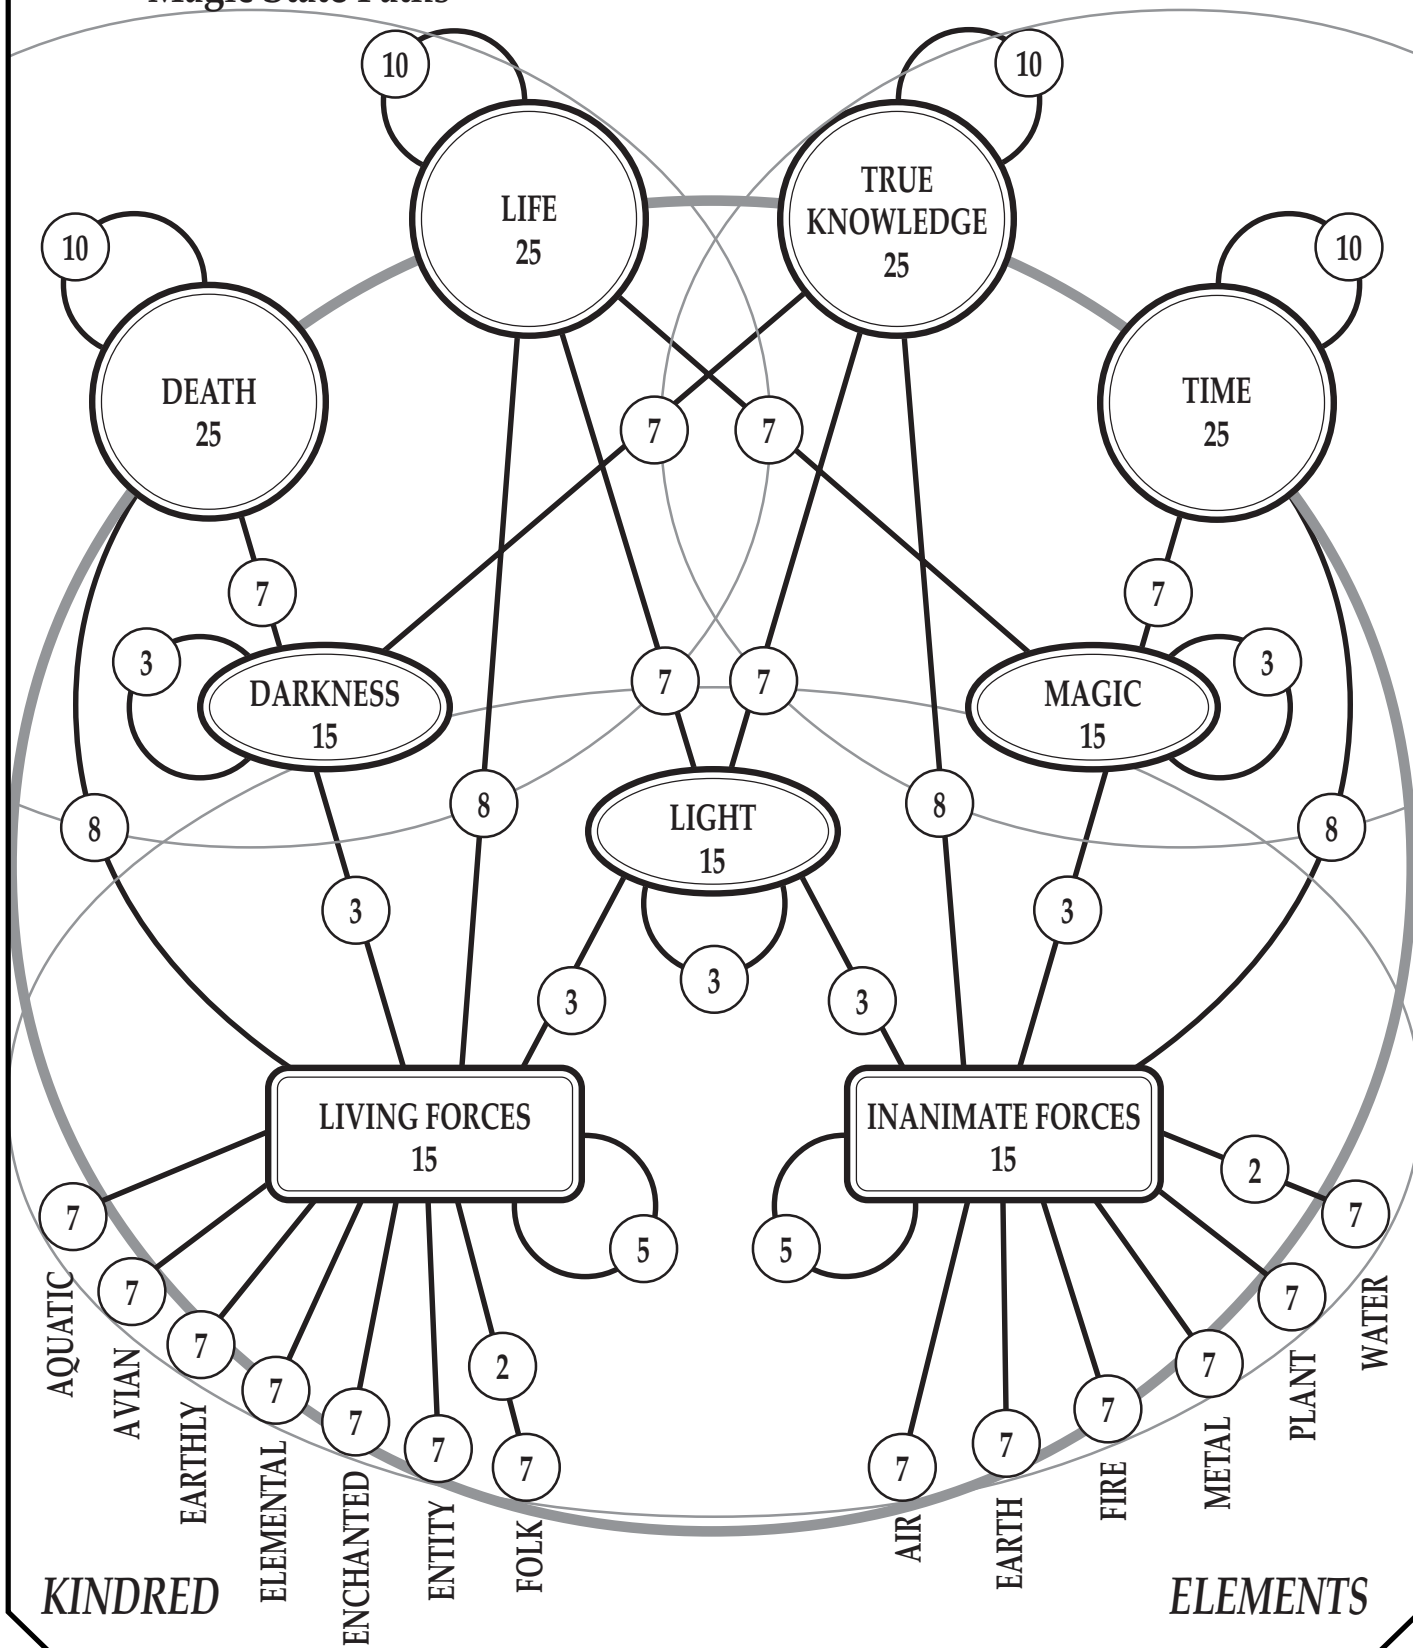 Magic State Paths
10
10
LIFE
25
TRUE
KNOWLEDGE
25
10
10
DEATH
25
TIME
25
7
7
7
7
3
3
7
7
DARKNESS
15
MAGIC
15
8
8
LIGHT
15
8
8
3
3
3
3
3
LIVING FORCES
15
INANIMATE FORCES
15
2
7
7
5
5
7
7
7
7
2
7
7
7
7
7
7
7
7
AQUATIC
AVIAN
EARTHLY
ELEMENTAL
ENCHANTED
ENTITY
FOLK
AIR
EARTH
FIRE
METAL
PLANT
WATER
KINDRED
ELEMENTS